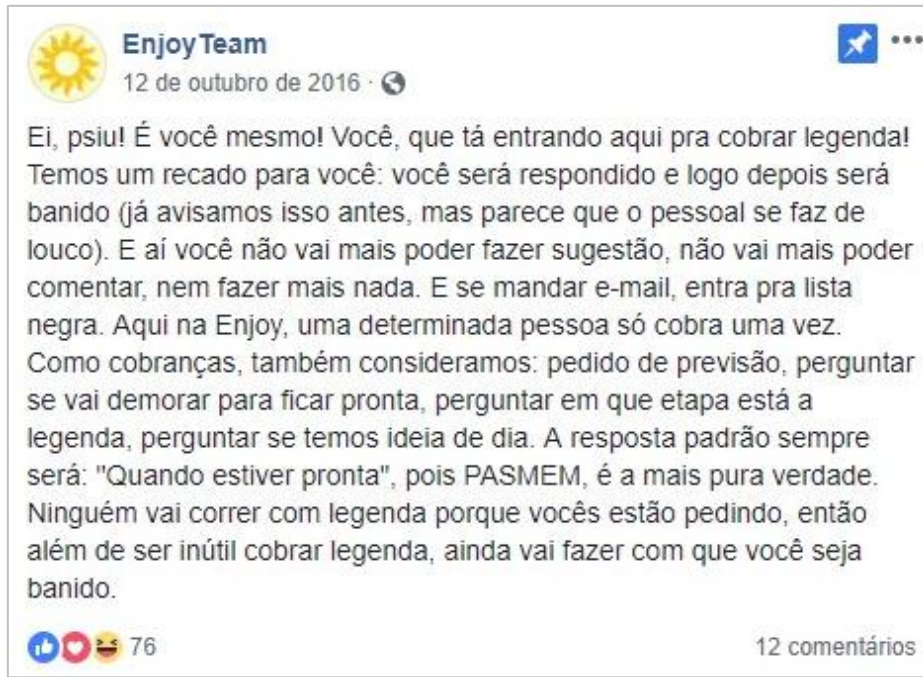 EnjoyTeam
12 de outubro de 2016 ·
Ei, psiu! É você mesmo! Você, que tá entrando aqui pra cobrar legenda!
Temos um recado para você: você será respondido e logo depois será
banido (já avisamos isso antes, mas parece que o pessoal se faz de
louco). E aí você não vai mais poder fazer sugestão, não vai mais poder
comentar, nem fazer mais nada. E se mandar e-mail, entra pra lista
negra. Aqui na Enjoy, uma determinada pessoa só cobra uma vez.
Como cobranças, também consideramos: pedido de previsão, perguntar
se vai demorar para ficar pronta, perguntar em que etapa está a
legenda, perguntar se temos ideia de dia. A resposta padrão sempre
será: "Quando estiver pronta", pois PASMEM, é a mais pura verdade.
Ninguém vai correr com legenda porque vocês estão pedindo, então
além de ser inútil cobrar legenda, ainda vai fazer com que você seja
banido.
76 12 comentários